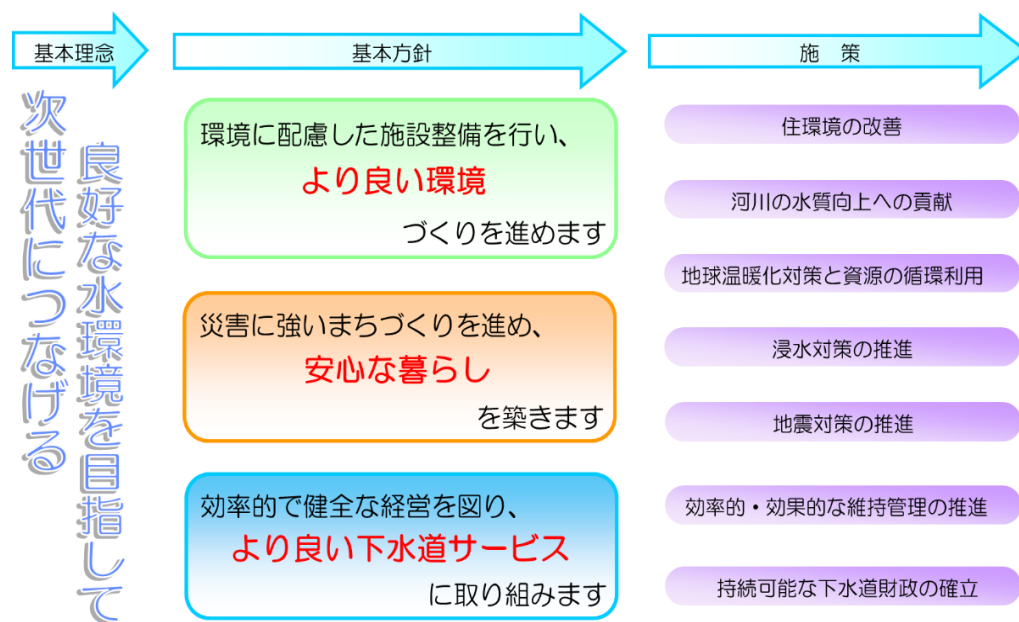 基本理念
基本方針
施 策
次世代につなげる
良好な水環境を目指して
環境に配慮した施設整備を行い、
より良い環境
づくりを進めます
災害に強いまちづくりを進め、
安心な暮らし
を築きます
効率的で健全な経営を図り、
より良い下水道サービス
に取り組みます
住環境の改善
河川の水質向上への貢献
地球温暖化対策と資源の循環利用
浸水対策の推進
地震対策の推進
効率的・効果的な維持管理の推進
持続可能な下水道財政の確立